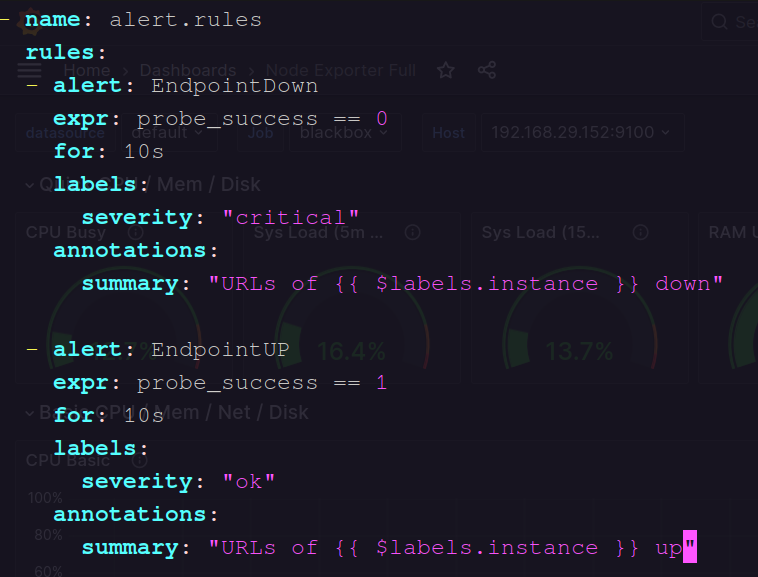 - name: alert.rules
Sea
rules:
Home > Dashboards > Node Exporter Full
- alert: EndpointDown
expr: probe_success == 0
datasource default Job blackbox Host 192.168.29.152:9100
for: 10s
labels:
CPU / Mem / Disk
severity: "critical"
CPU Busy Sys Load (5m ... Sys Load (15... RAM U
annotations:
summary: "URLs of {{ $labels.instance }} down"
- alert: EndpointUP
16.4% 13.7%
expr: probe_success == 1
for: 10s
CPU / Mem / Net / Disk
labels:
CPU Basic
severity: "ok"
100%
annotations:
80%
summary: "URLs of {{ $labels.instance }} up"
60%